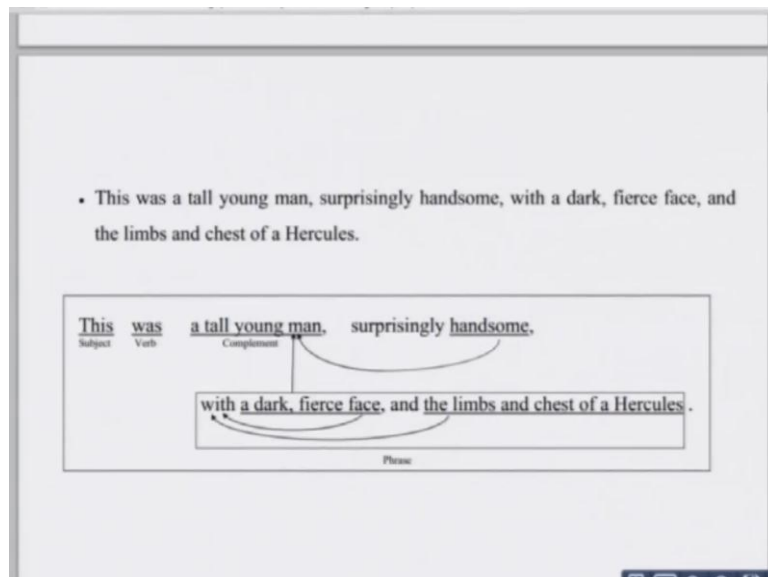 • This was a tall young man, surprisingly handsome, with a dark, fierce face, and
the limbs and chest of a Hercules.
This was a tall young man, surprisingly handsome,
Subject Verb Complement
with a dark, fierce face, and the limbs and chest of a Hercules.
Phrase